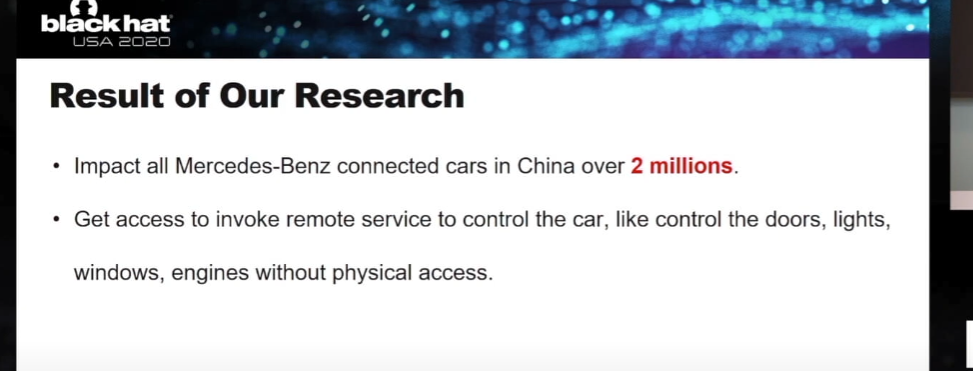 black hat
USA 2020
Result of Our Research
• Impact all Mercedes-Benz connected cars in China over 2 millions.
• Get access to invoke remote service to control the car, like control the doors, lights,
windows, engines without physical access.